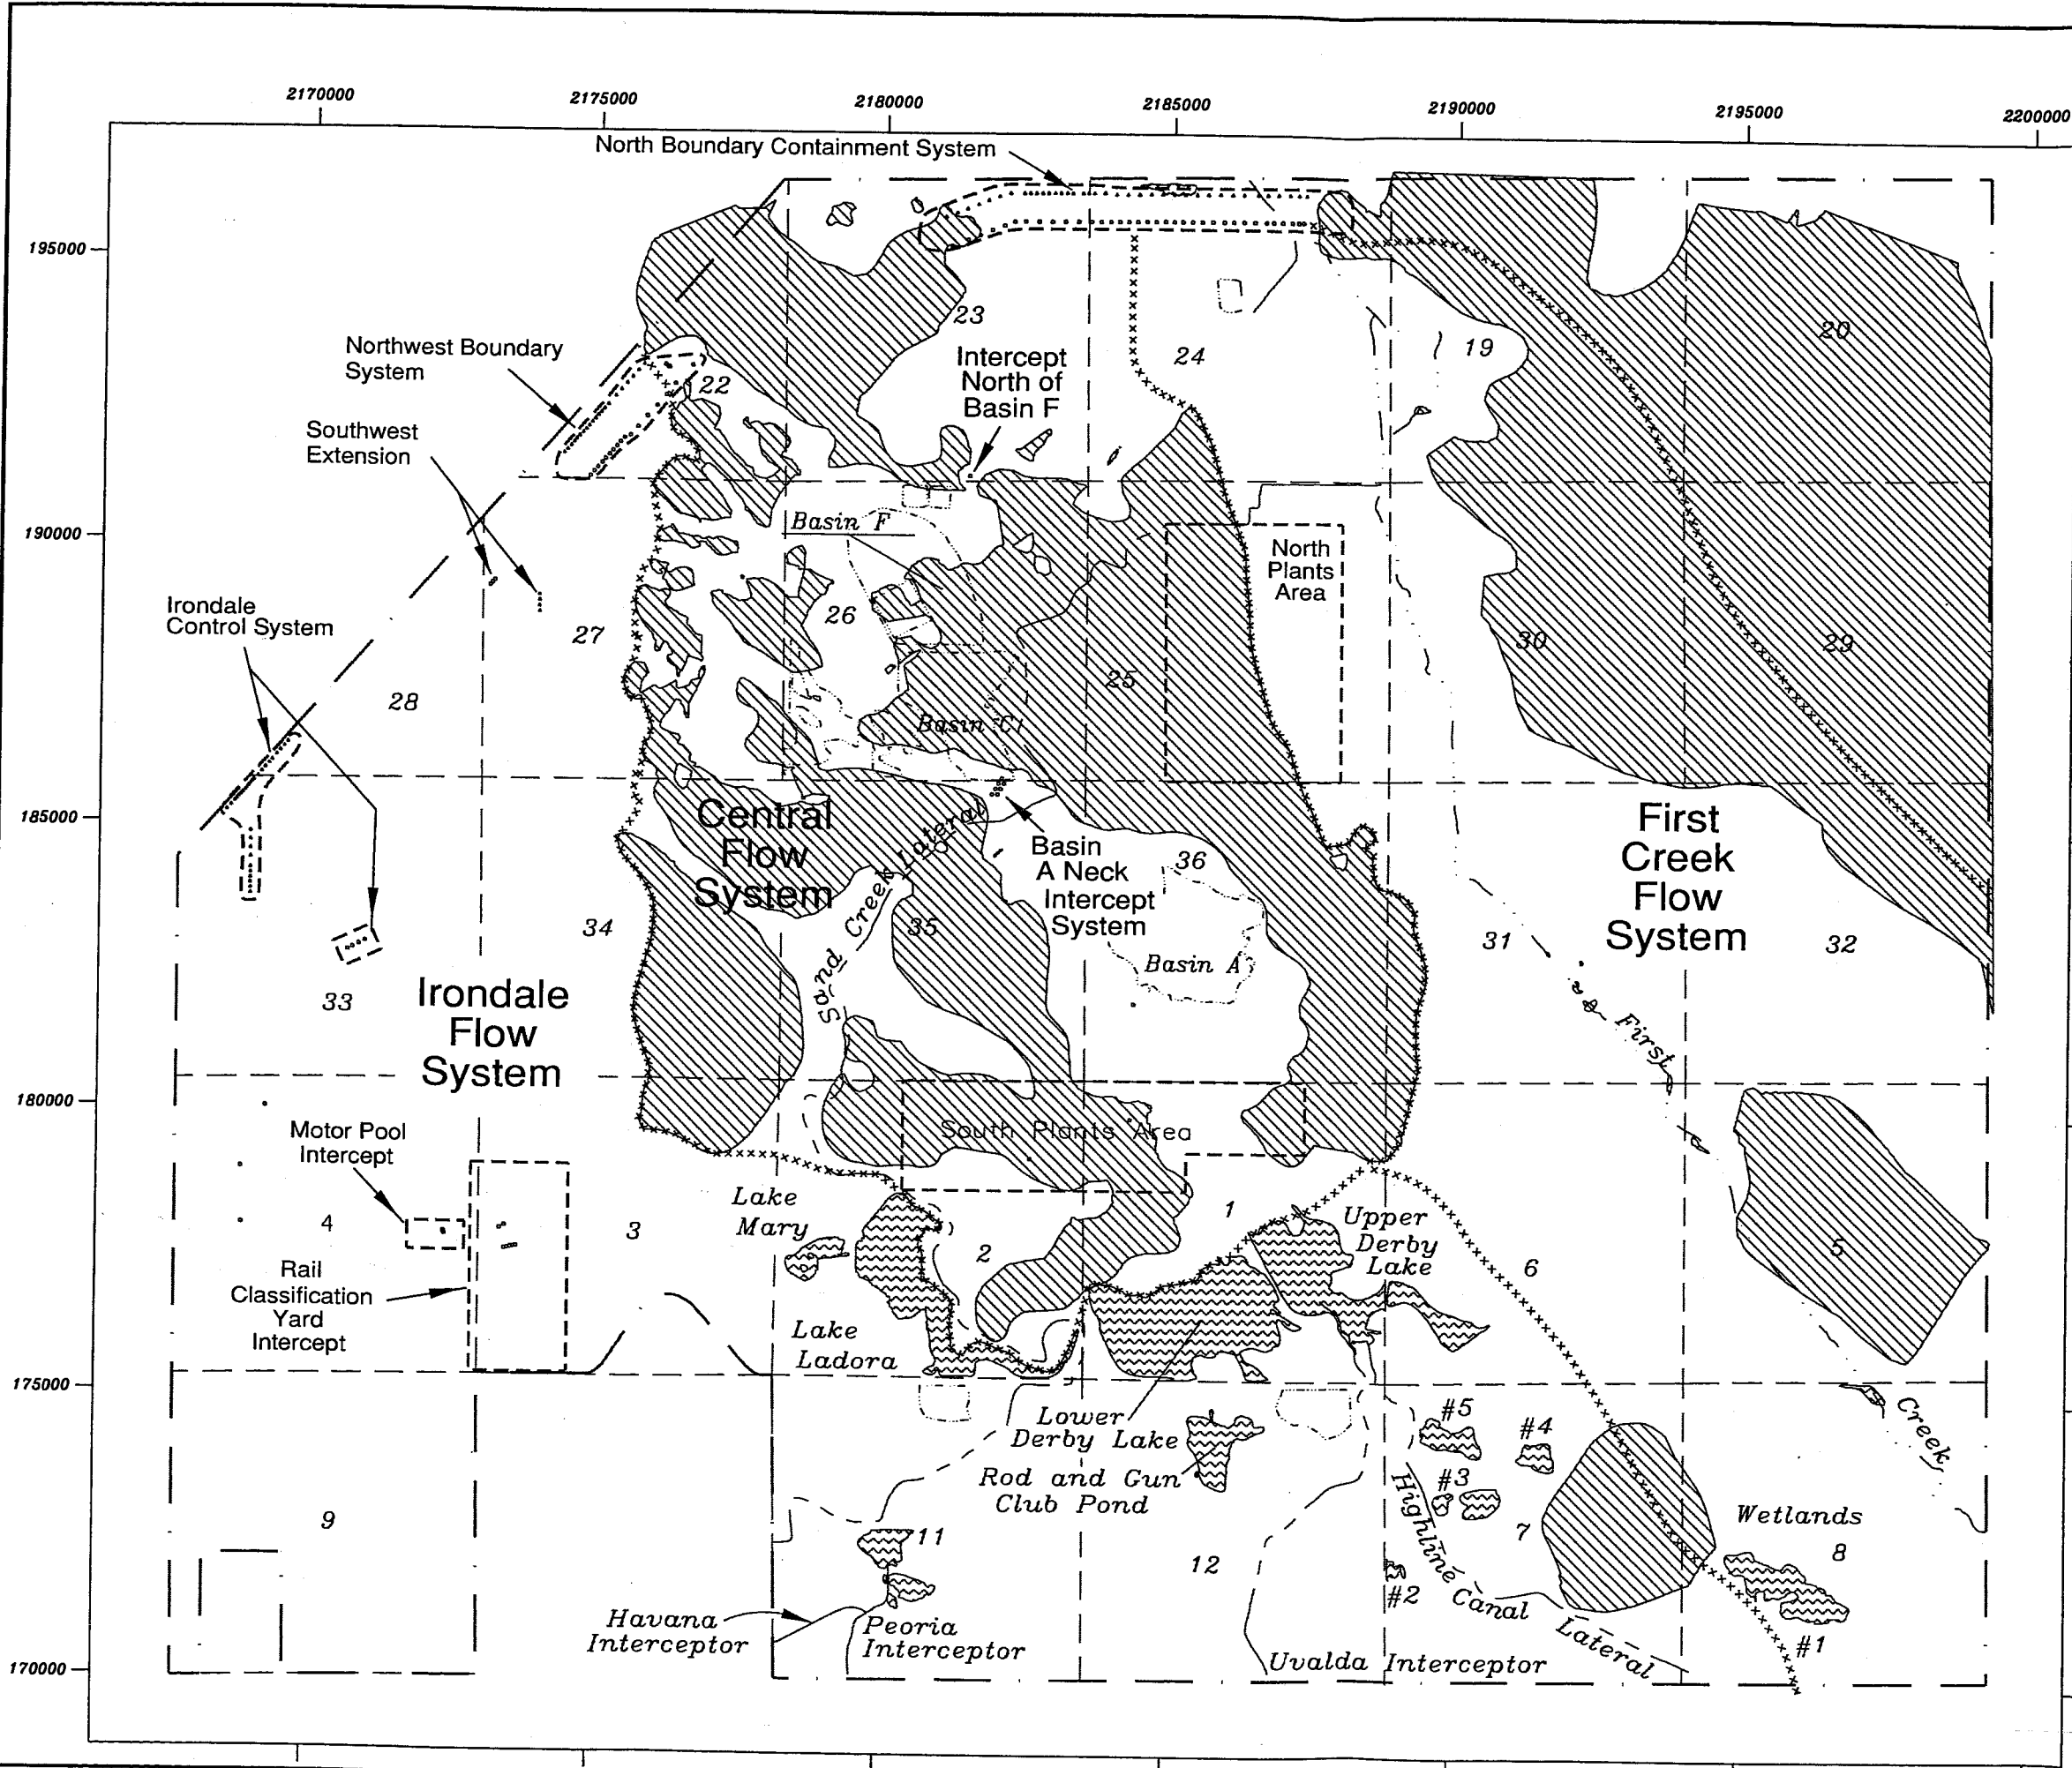 2170000
2175000
2180000
2185000
2190000
2195000
2200000
North Boundary Containment System
195000
23
20
Northwest Boundary
System
22
Intercept
North of
Basin F
24
19
Southwest
Extension
190000
Basin F
North
Plants
Area
Irondale
Control System
27
26
30
29
28
25
Basin C
185000
Central
Flow
System
Sand Creek Lateral
Basin
A Neck
Intercept
System
36
First
Creek
Flow
System
34
35
31
32
Basin A
33
Irondale
Flow
System
First
180000
Motor Pool
Intercept
South Plants Area
4
3
Lake
Mary
2
1
Upper
Derby
Lake
6
5
Rail
Classification
Yard
Intercept
Lake
Ladora
175000
Lower
Derby Lake
#5
#4
Creek
Rod and Gun
Club Pond
#3
Highline Canal
Lateral
9
11
12
7
Wetlands
8
#2
Havana
Interceptor
Peoria
Interceptor
#1
170000
Uvalda Interceptor